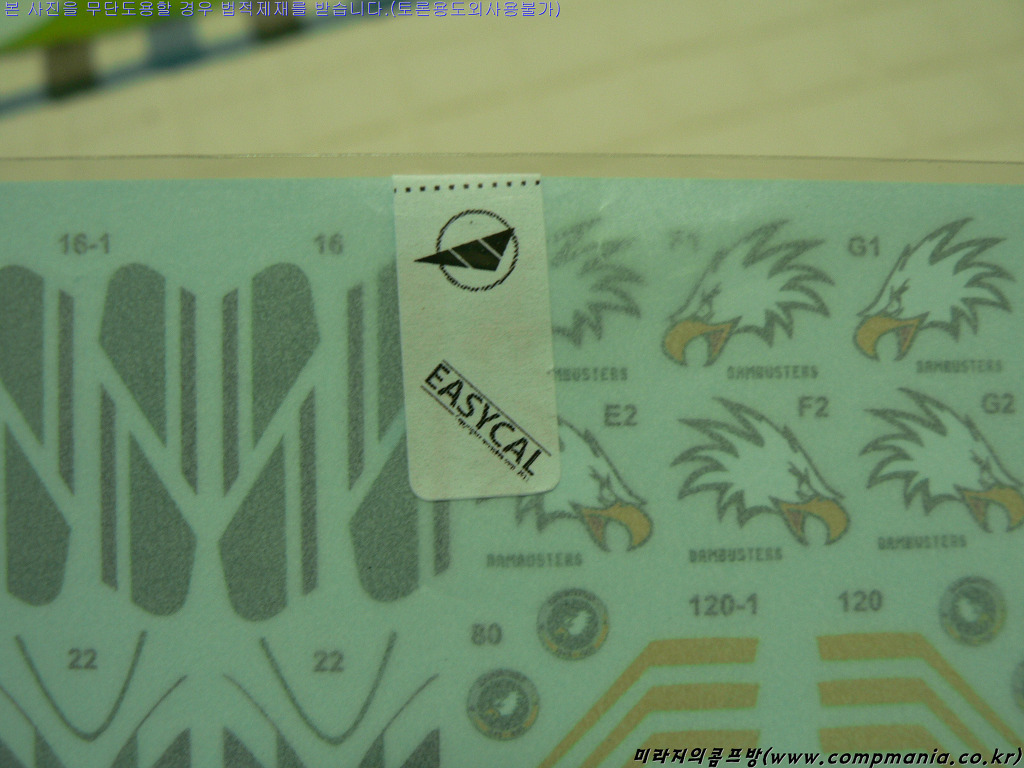 본 사진을 무단도용할 경우 법적제재를 받습니다.(토론용도외사용불가)
16-1
16
G1
DAMBUSTERS
DAMBUSTERS
EASYCAL
E2
F2
G2
DAMBUSTERS
DAMBUSTERS
DAMBUSTERS
80
120-1
120
22
22
미라지의콤프방(www.compmania.co.kr)